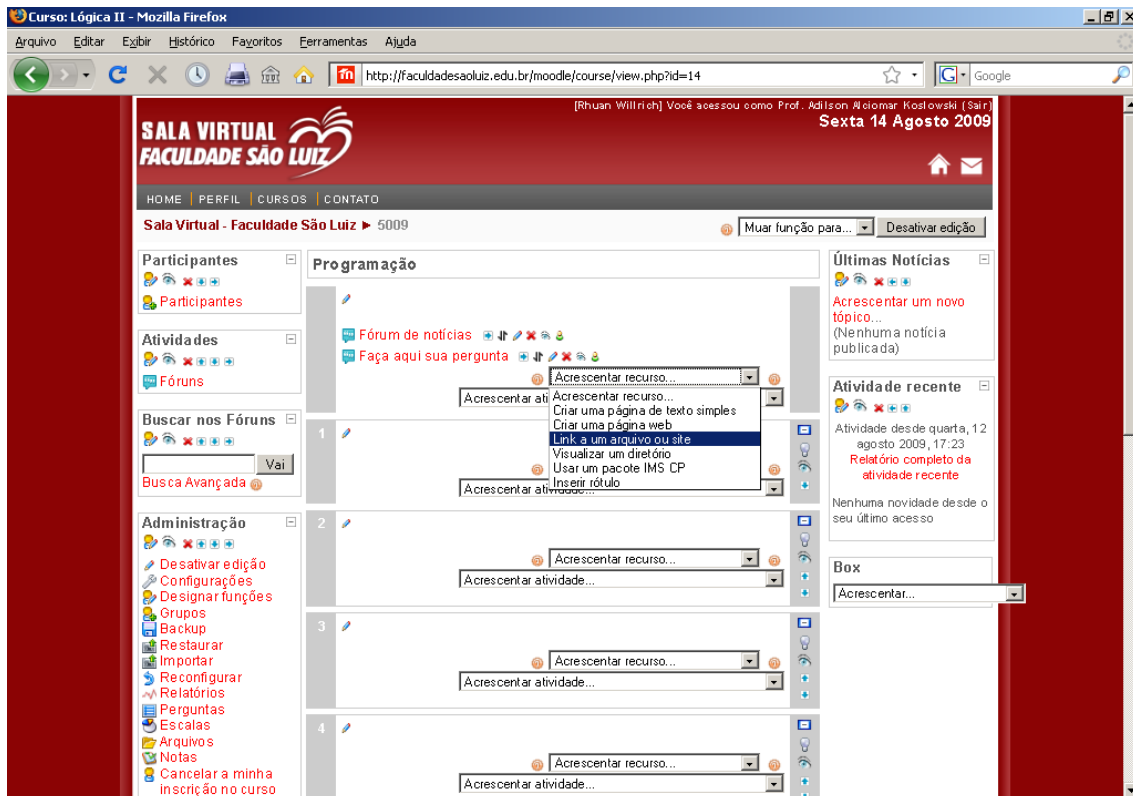 Curso: Lógica II - Mozilla Firefox
Arquivo Editar Exibir Histórico Favoritos Ferramentas Ajuda
http://faculdadesaoluiz.edu.br/moodle/course/view.php?id=14
Google
[Rhuan Willrich] Você acessou como Prof. Adilson Alciomar Koslowski (Sair)
Sexta 14 Agosto 2009
SALA VIRTUAL
FACULDADE SÃO LUIZ
HOME | PERFIL | CURSOS | CONTATO
Sala Virtual - Faculdade São Luiz ► 5009
Muar função para...
Desativar edição
Participantes
Participantes
Atividades
Fóruns
Buscar nos Fóruns
Vai
Busca Avançada
Administração
Desativar edição
Configurações
Designar funções
Grupos
Backup
Restaurar
Importar
Reconfigurar
Relatórios
Perguntas
Escalas
Arquivos
Notas
Cancelar a minha
inscrição no curso
Programação
Fórum de notícias
Faça aqui sua pergunta
Acrescentar recurso...
Acrescentar ati
Acrescentar recurso...
Criar uma página de texto simples
Criar uma página web
Link a um arquivo ou site
Visualizar um diretório
Usar um pacote IMS CP
Inserir rótulo
1
Acrescentar atividade...
2
Acrescentar recurso...
Acrescentar atividade...
3
Acrescentar recurso...
Acrescentar atividade...
4
Acrescentar recurso...
Acrescentar atividade...
Últimas Notícias
Acrescentar um novo
tópico...
(Nenhuma notícia
publicada)
Atividade recente
Atividade desde quarta, 12
agosto 2009, 17:23
Relatório completo da
atividade recente
Nenhuma novidade desde o
seu último acesso
Box
Acrescentar...